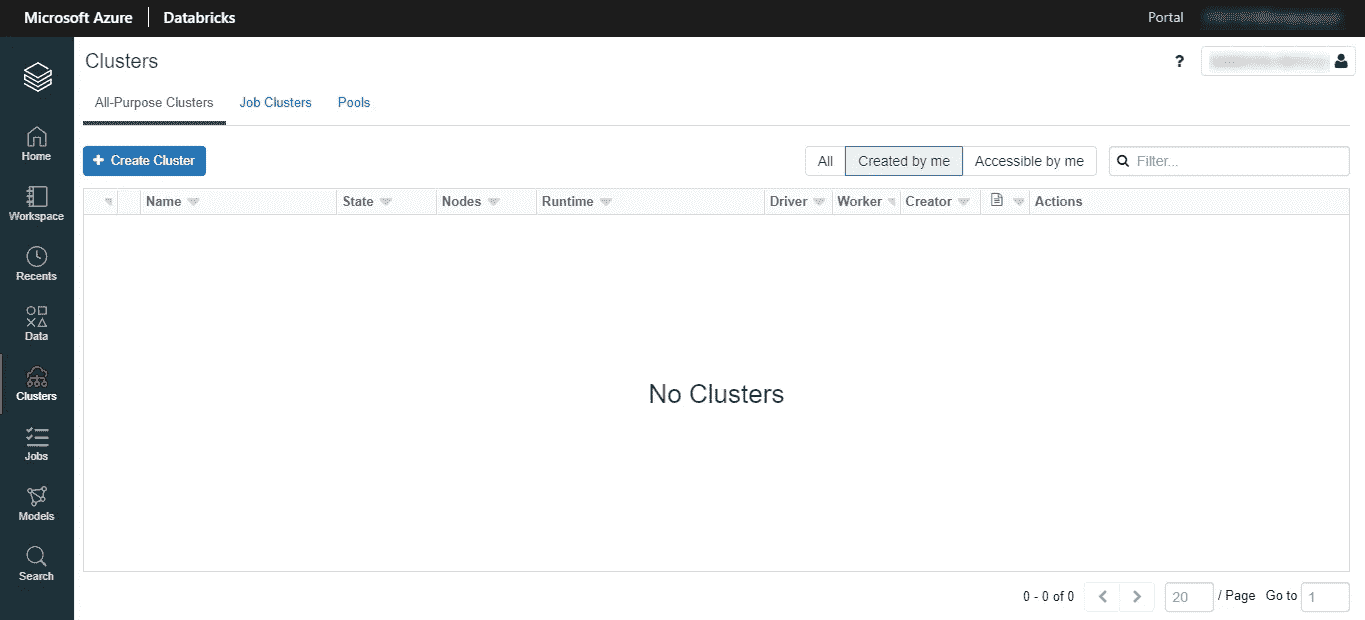 Microsoft Azure Databricks Portal
Clusters ?
All-Purpose Clusters Job Clusters Pools
+ Create Cluster All Created by me Accessible by me Filter...
Name State Nodes Runtime Driver Worker Creator Actions
Home
Workspace
Recents
Data
Clusters
Jobs
Models
Search
No Clusters
0 - 0 of 0 20 / Page Go to 1